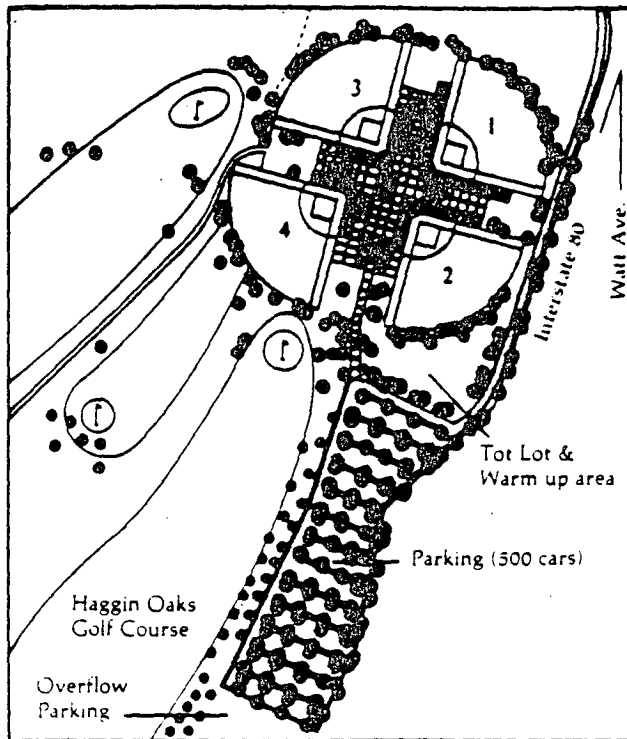 3
1
4
2
Interstate 80
Watt Ave.
Tot Lot &
Warm up area
Parking (500 cars)
Haggin Oaks
Golf Course
Overflow
Parking